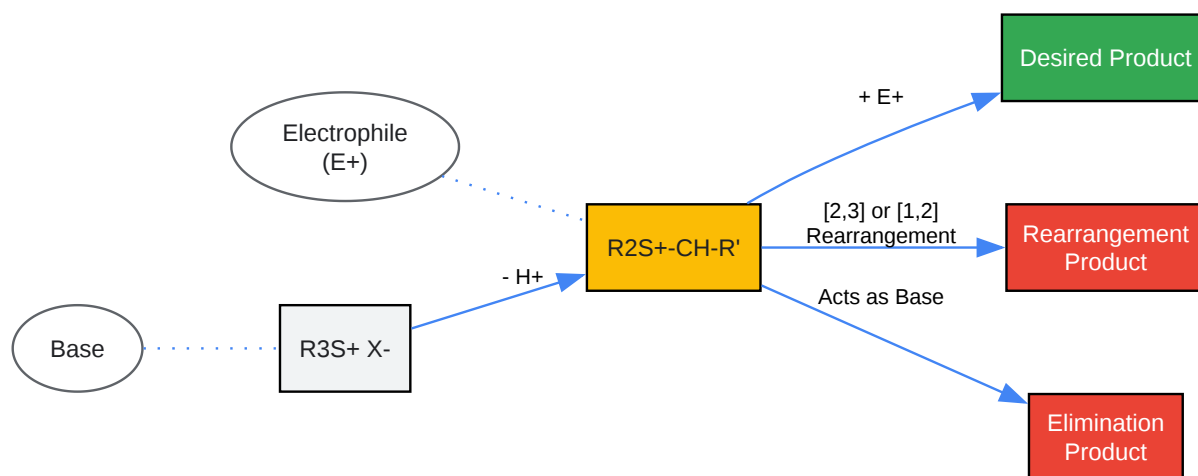 Desired Product
+ E+
Electrophile
(E+)
[2,3] or [1,2]
Rearrangement
R2S+-CH-R'
Rearrangement
Product
- H+
Acts as Base
Base
R3S+ X-
Elimination
Product